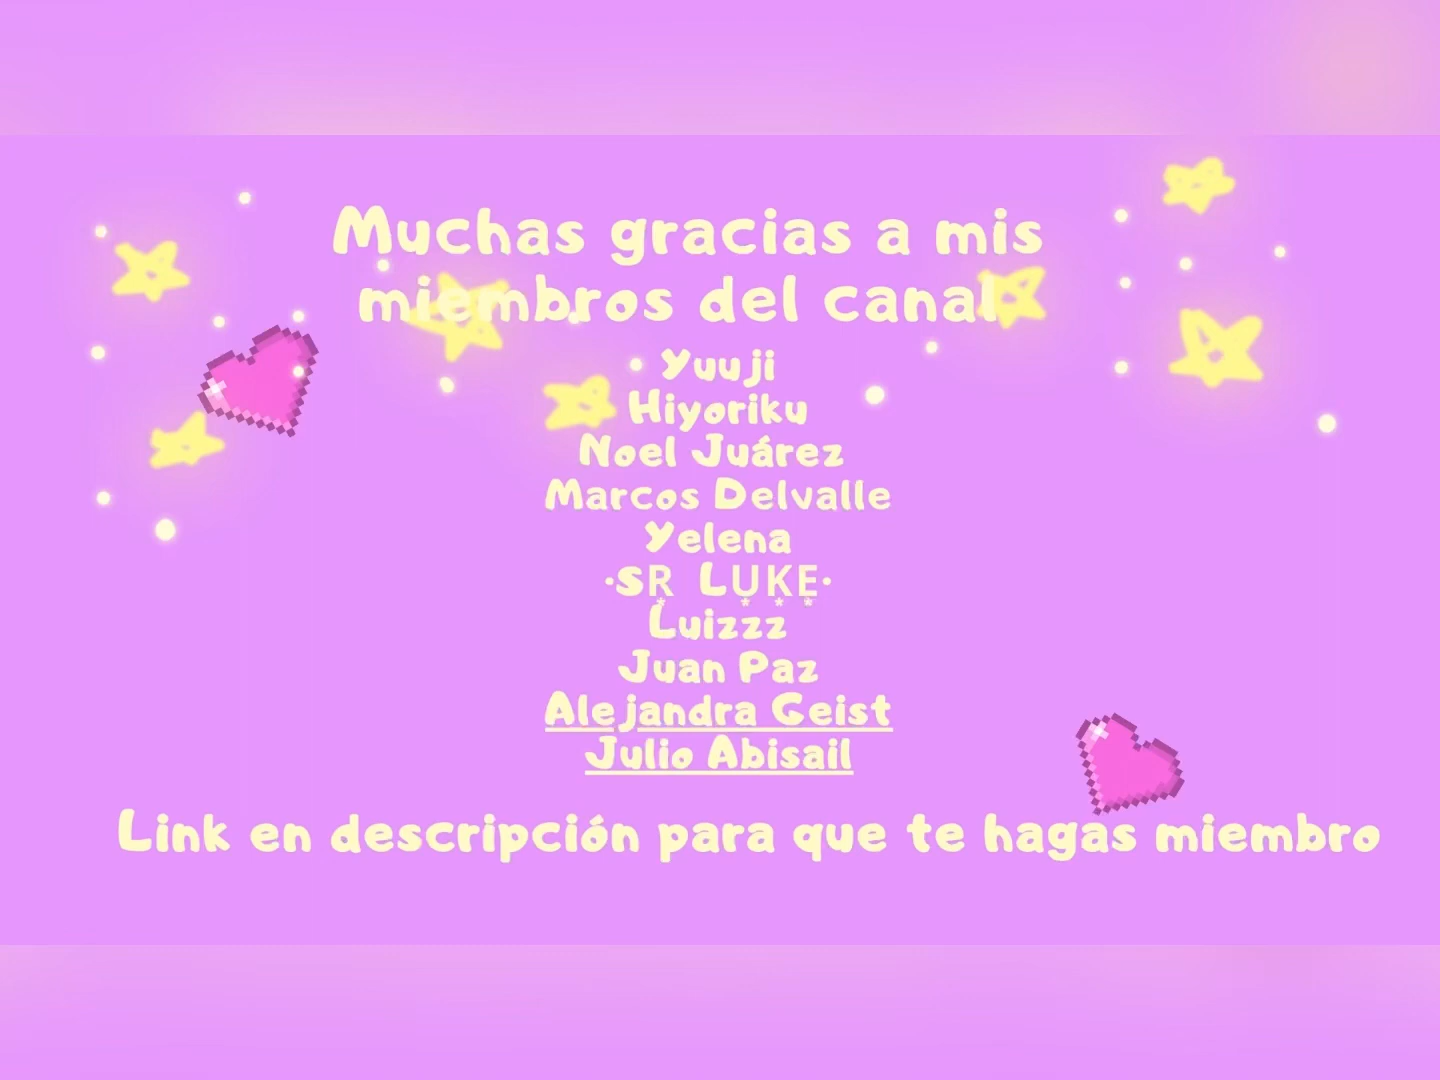 Muchas gracias a mis
miembros del canal
Yuuji
Hiyoriku
Noel Juárez
Marcos Delvalle
Yelena
·SR͙ LU͙K͙E͙·
Luizzz
Juan Paz
Alejandra Geist
Julio Abisail
Link en descripción para que te hagas miembro